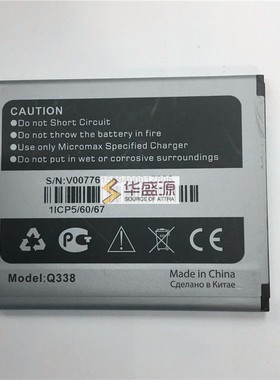 CAUTION
●Do not Short Circuit
●Do not throw the battery in fire
●Use only Micromax Specified Charger
●Do not put in wet or corrosive surroundings
S/N:V00776
华盛源
SOURCE OF ATTRA
1ICP5/60/67
Made in China
Сделано в Китае
Model:Q338